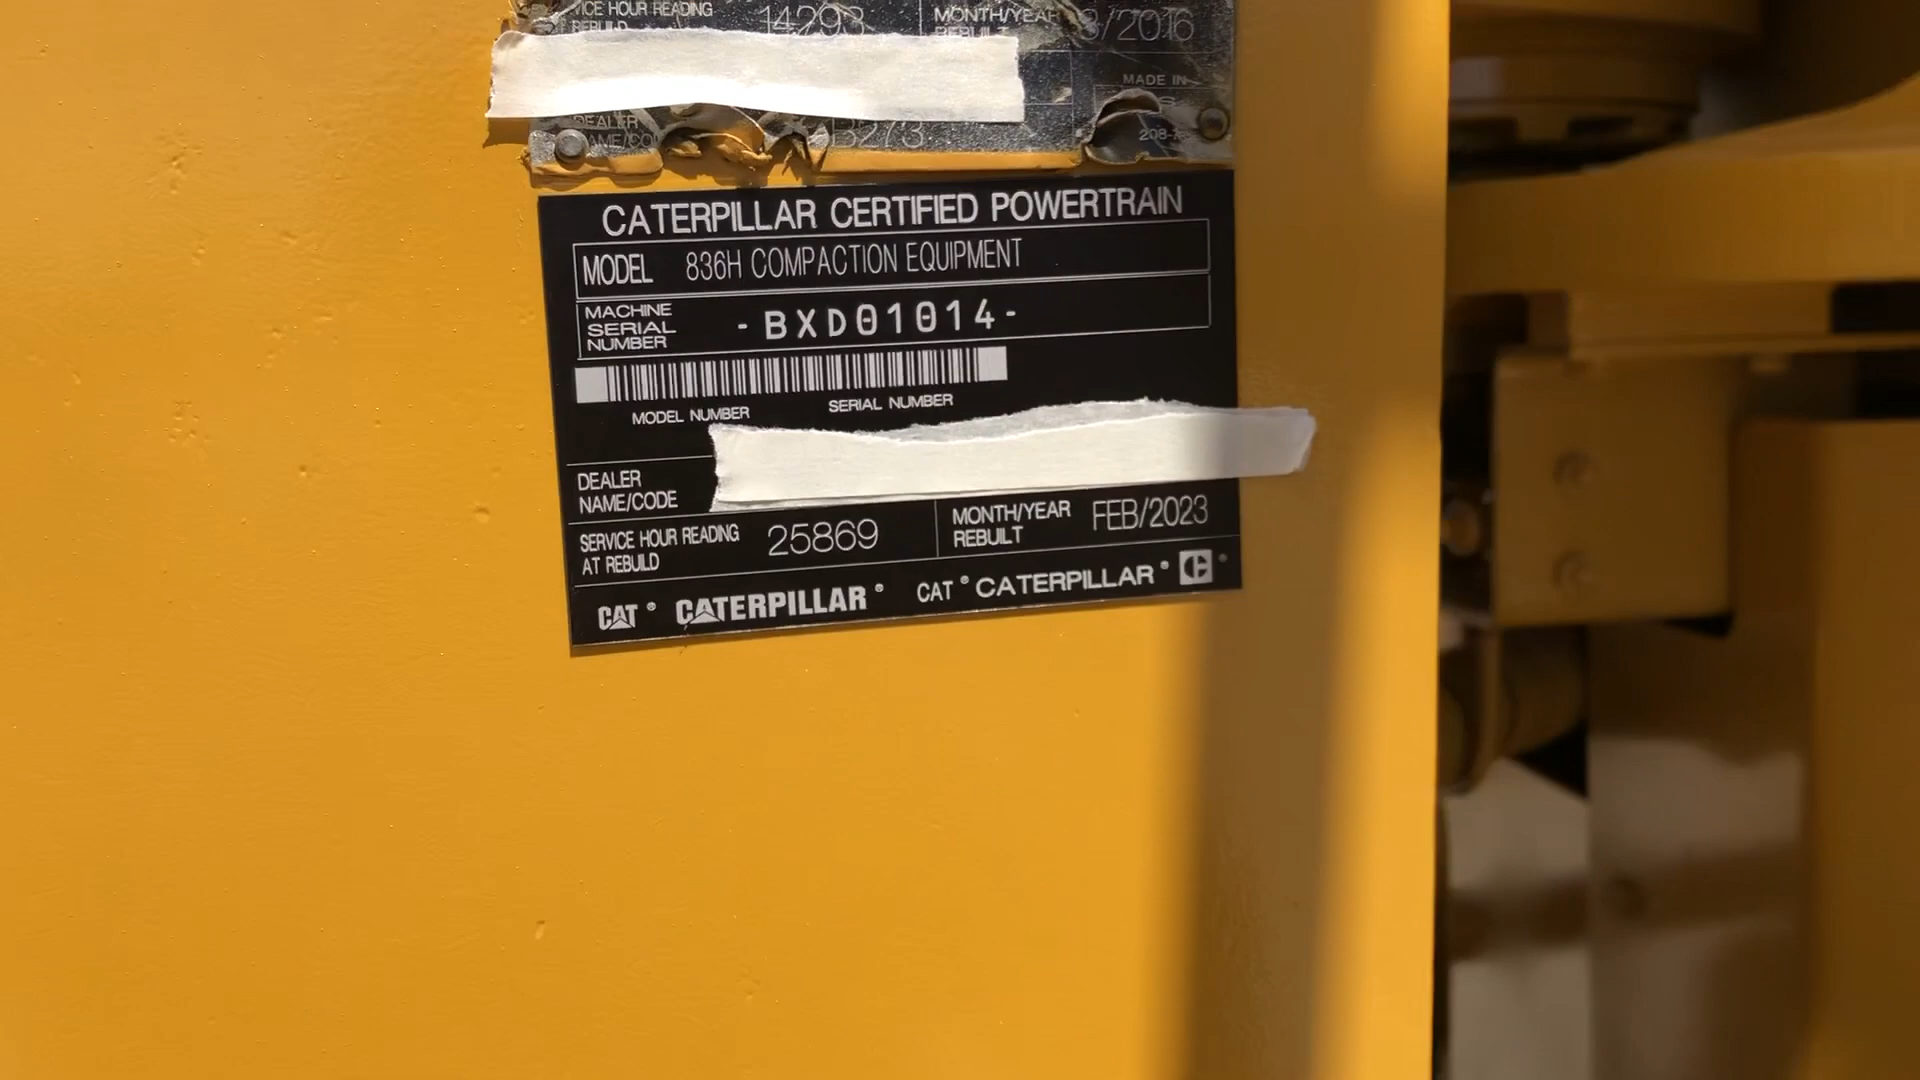 VICE HOUR READING
REBUILD 14293
MONTH/YEAR
REBUILT 3/2016
MADE IN
DEALER
CATERPILLAR CERTIFIED POWERTRAIN
MODEL 836H COMPACTION EQUIPMENT
MACHINE
SERIAL
NUMBER
-BXD01014-
MODEL NUMBER SERIAL NUMBER
DEALER
NAME/CODE
SERVICE HOUR READING
AT REBUILD
25869
MONTH/YEAR
REBUILT
FEB/2023
CAT® CATERPILLAR® CAT® CATERPILLAR® C®